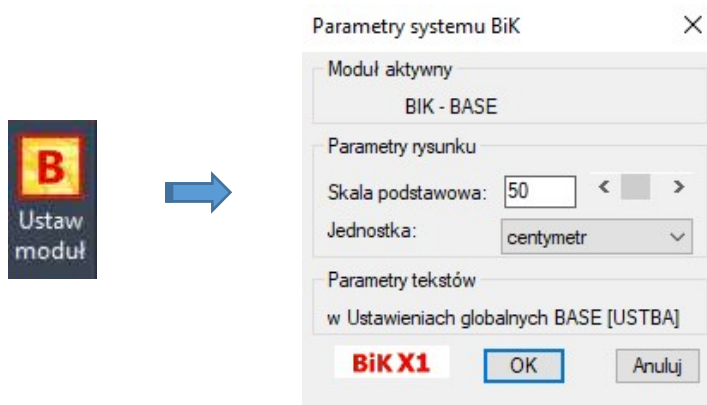 B
Ustaw
moduł
Parametry systemu BiK
Moduł aktywny
BIK - BASE
Parametry rysunku
Skala podstawowa: 50
Jednostka: centymetr
Parametry tekstów
w Ustawieniach globalnych BASE [USTBA]
BiK X1 OK Anuluj